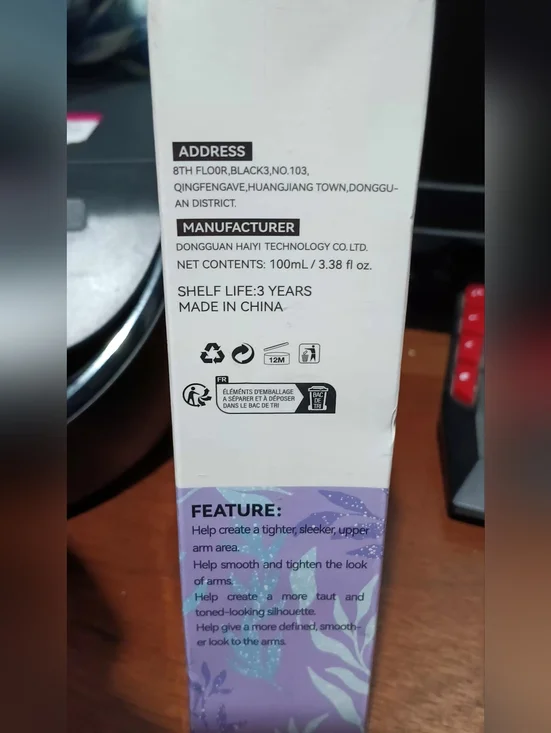 ADDRESS
8TH FLOOR,BLACK3,NO.103,
QINGFENGAVE,HUANGJIANG TOWN,DONGGU-
AN DISTRICT.
MANUFACTURER
DONGGUAN HAIYI TECHNOLOGY CO. LTD.
NET CONTENTS: 100mL / 3.38 fl oz.
SHELF LIFE:3 YEARS
MADE IN CHINA
12M
FR
ÉLÉMENTS D'EMBALLAGE
A SÉPARER ET À DÉPOSER
DANS LE BAC DE TRI
BAC
DE
TRI
FEATURE:
Help create a tighter, sleeker, upper
arm area.
Help smooth and tighten the look
of arms.
Help create a more taut and
toned-looking silhouette.
Help give a more defined, smooth-
er look to the arms.